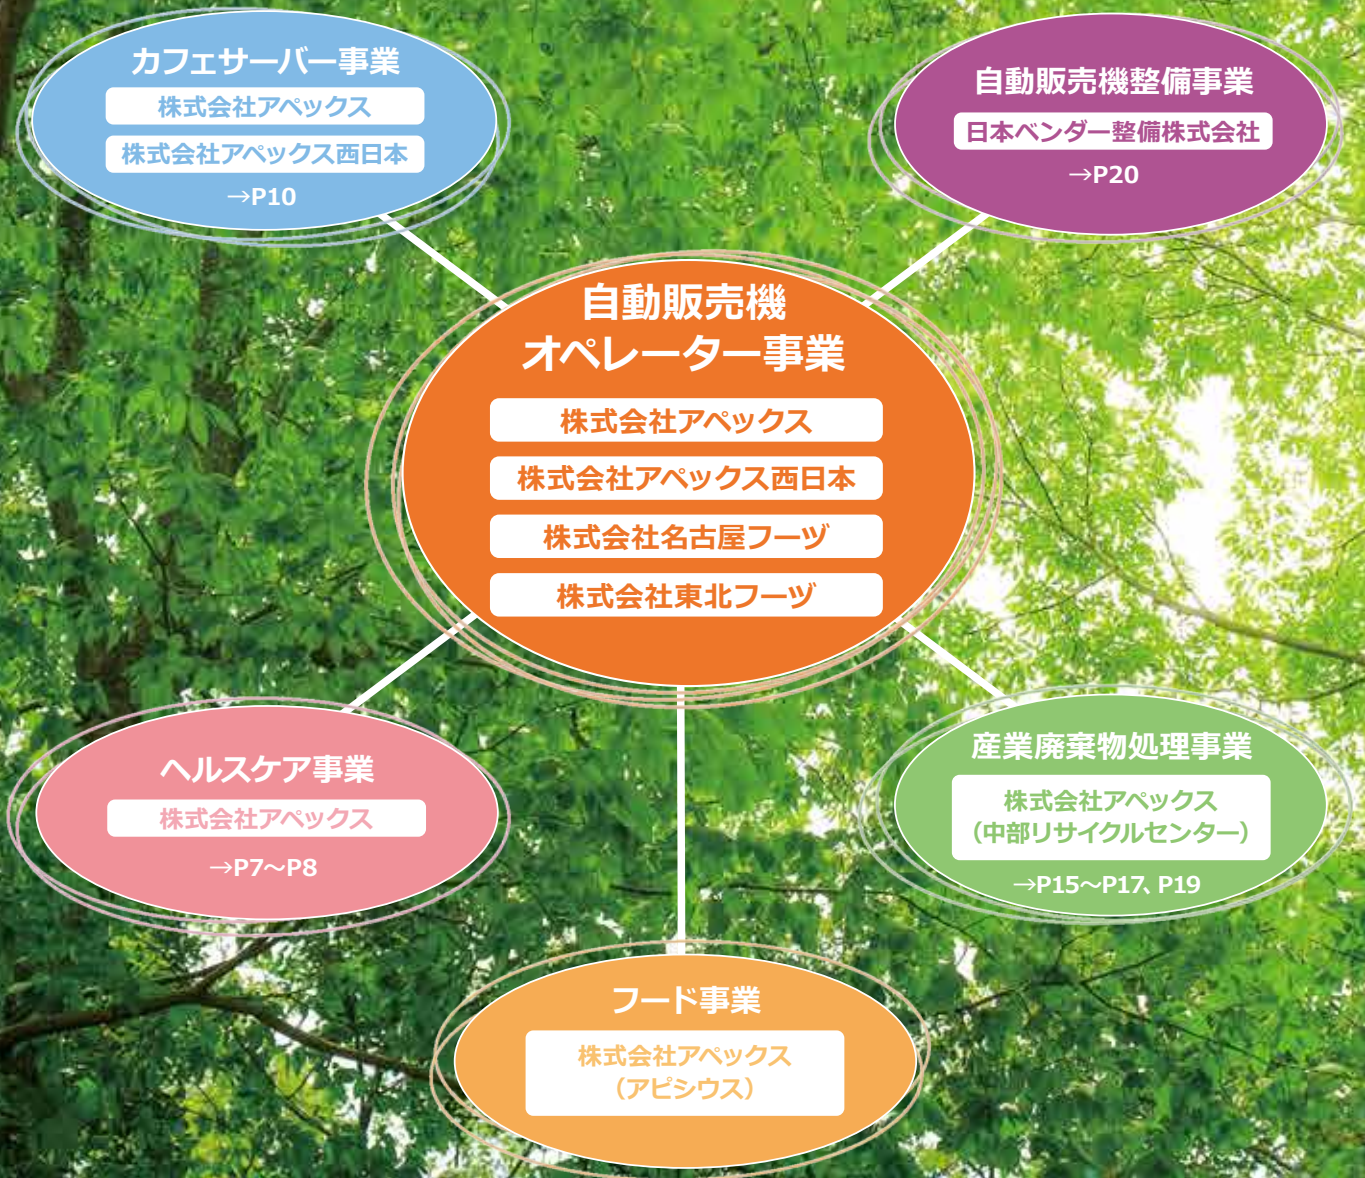 カフェサーバー事業
株式会社アペックス
株式会社アペックス西日本
→P10
自動販売機整備事業
日本ベンダー整備株式会社
→P20
自動販売機
オペレーター事業
株式会社アペックス
株式会社アペックス西日本
株式会社名古屋フーヅ
株式会社東北フーヅ
ヘルスケア事業
株式会社アペックス
→P7～P8
産業廃棄物処理事業
株式会社アペックス
（中部リサイクルセンター）
→P15～P17、P19
フード事業
株式会社アペックス
（アピシウス）